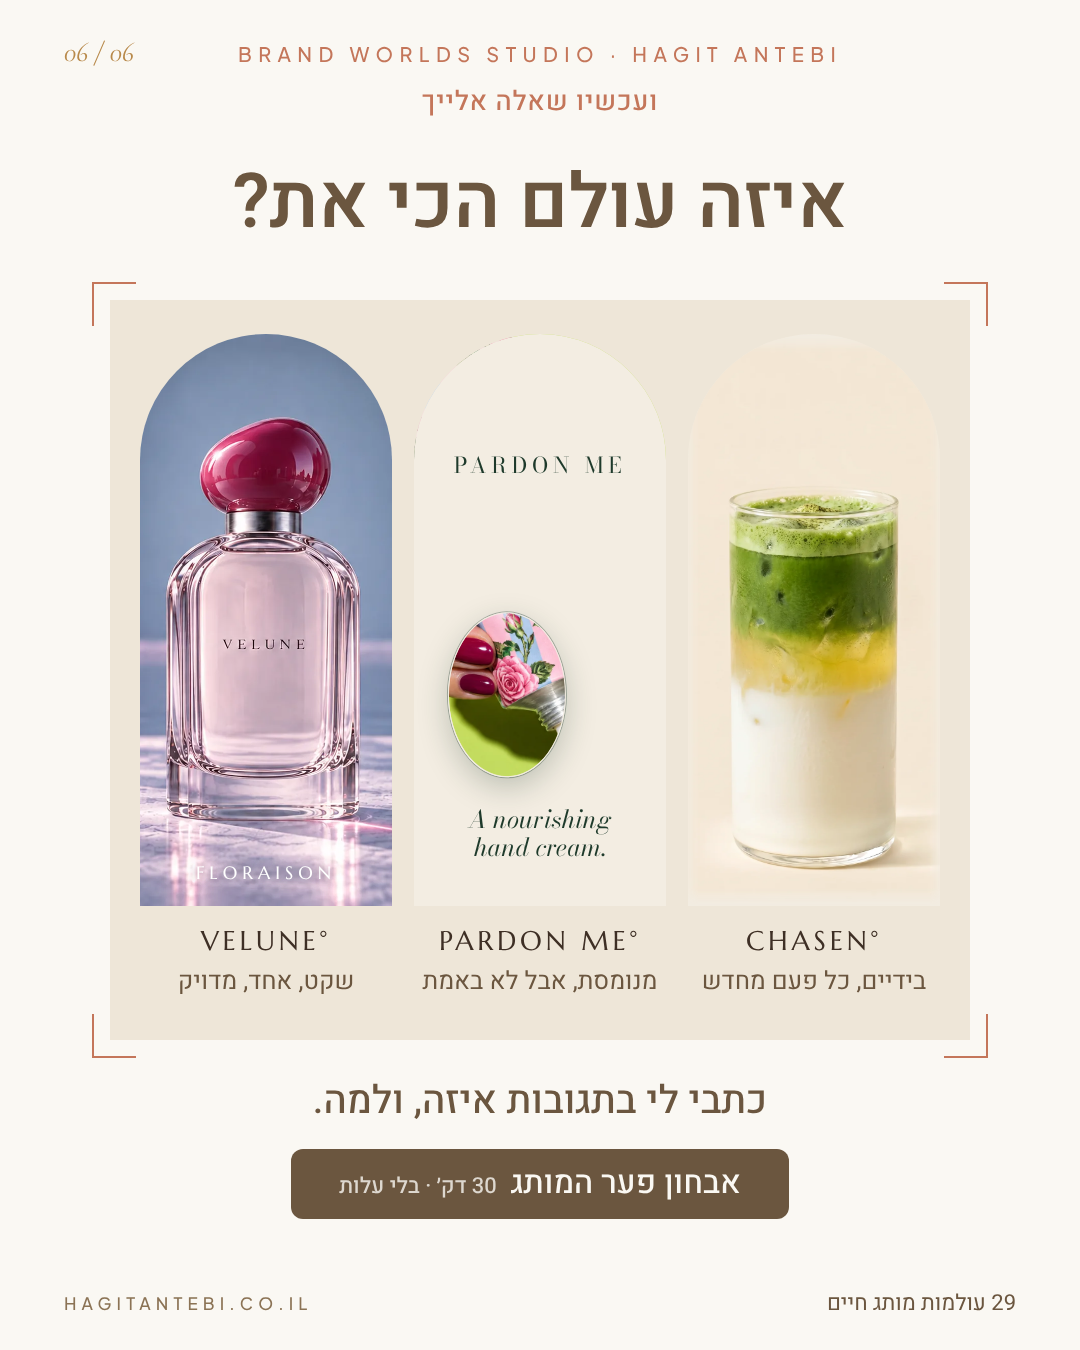 06 / 06
BRAND WORLDS STUDIO · HAGIT ANTEBI
ועכשיו שאלה אלייך
איזה עולם הכי את?
VELUNE
FLORAISON
PARDON ME
A nourishing
hand cream.
VELUNE°
שקט, אחד, מדויק
PARDON ME°
מנומסת, אבל לא באמת
CHASEN°
בידיים, כל פעם מחדש
כתבי לי בתגובות איזה, ולמה.
אבחון פער המותג 30 דק׳ · בלי עלות
HAGITANTEBI.CO.IL
29 עולמות מותג חיים